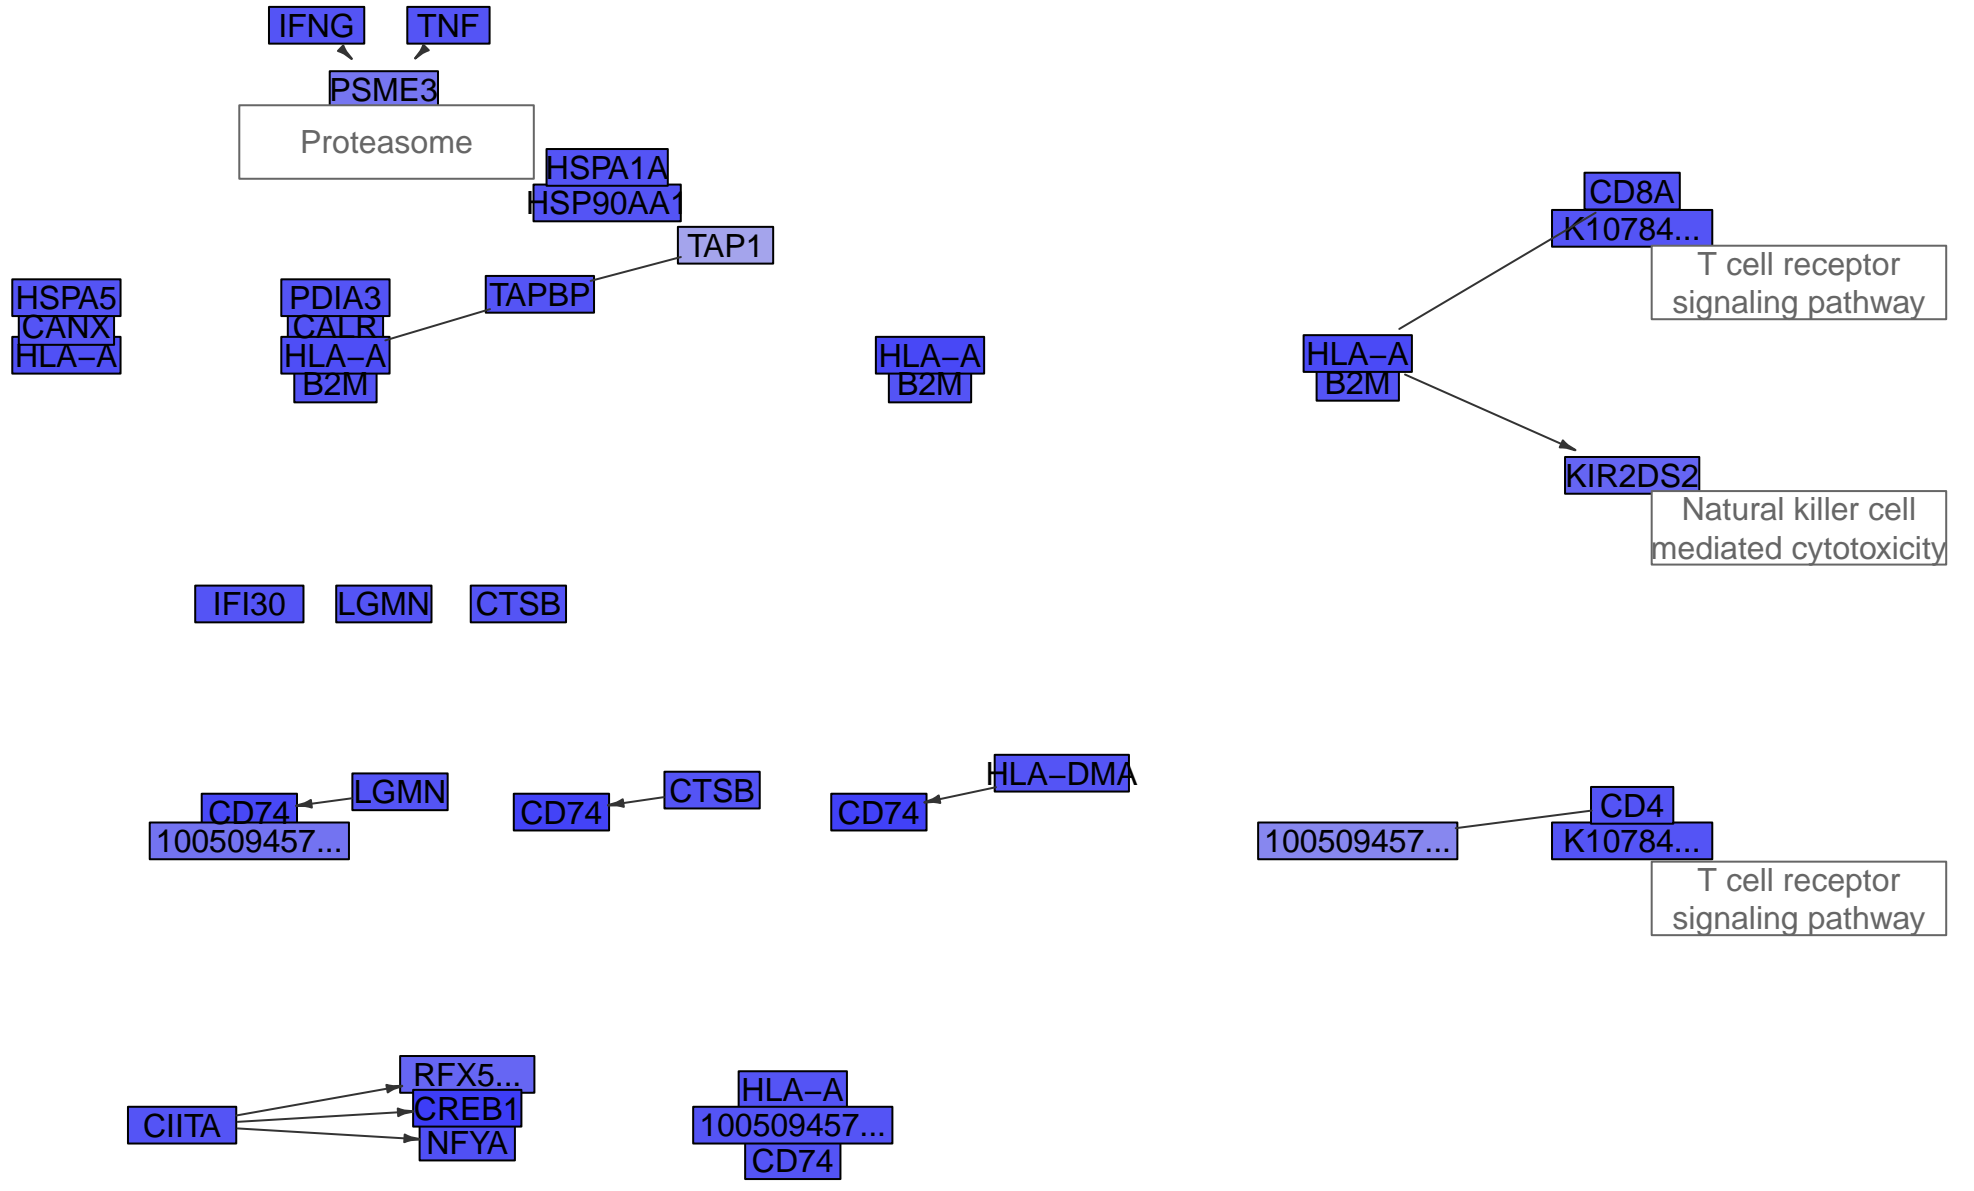 IFNG
TNF
PSME3
Proteasome
HSPA1A
HSP90AA1
TAP1
TAPBP
HSPA5
CANX
HLA−A
PDIA3
CALR
HLA−A
B2M
HLA−A
B2M
CD8A
K10784...
T cell receptor
signaling pathway
HLA−A
B2M
KIR2DS2
Natural killer cell
mediated cytotoxicity
IFI30
LGMN
CTSB
CD74
100509457...
LGMN
CD74
CTSB
CD74
HLA−DMA
100509457...
CD4
K10784...
T cell receptor
signaling pathway
CIITA
RFX5...
CREB1
NFYA
HLA−A
100509457...
CD74